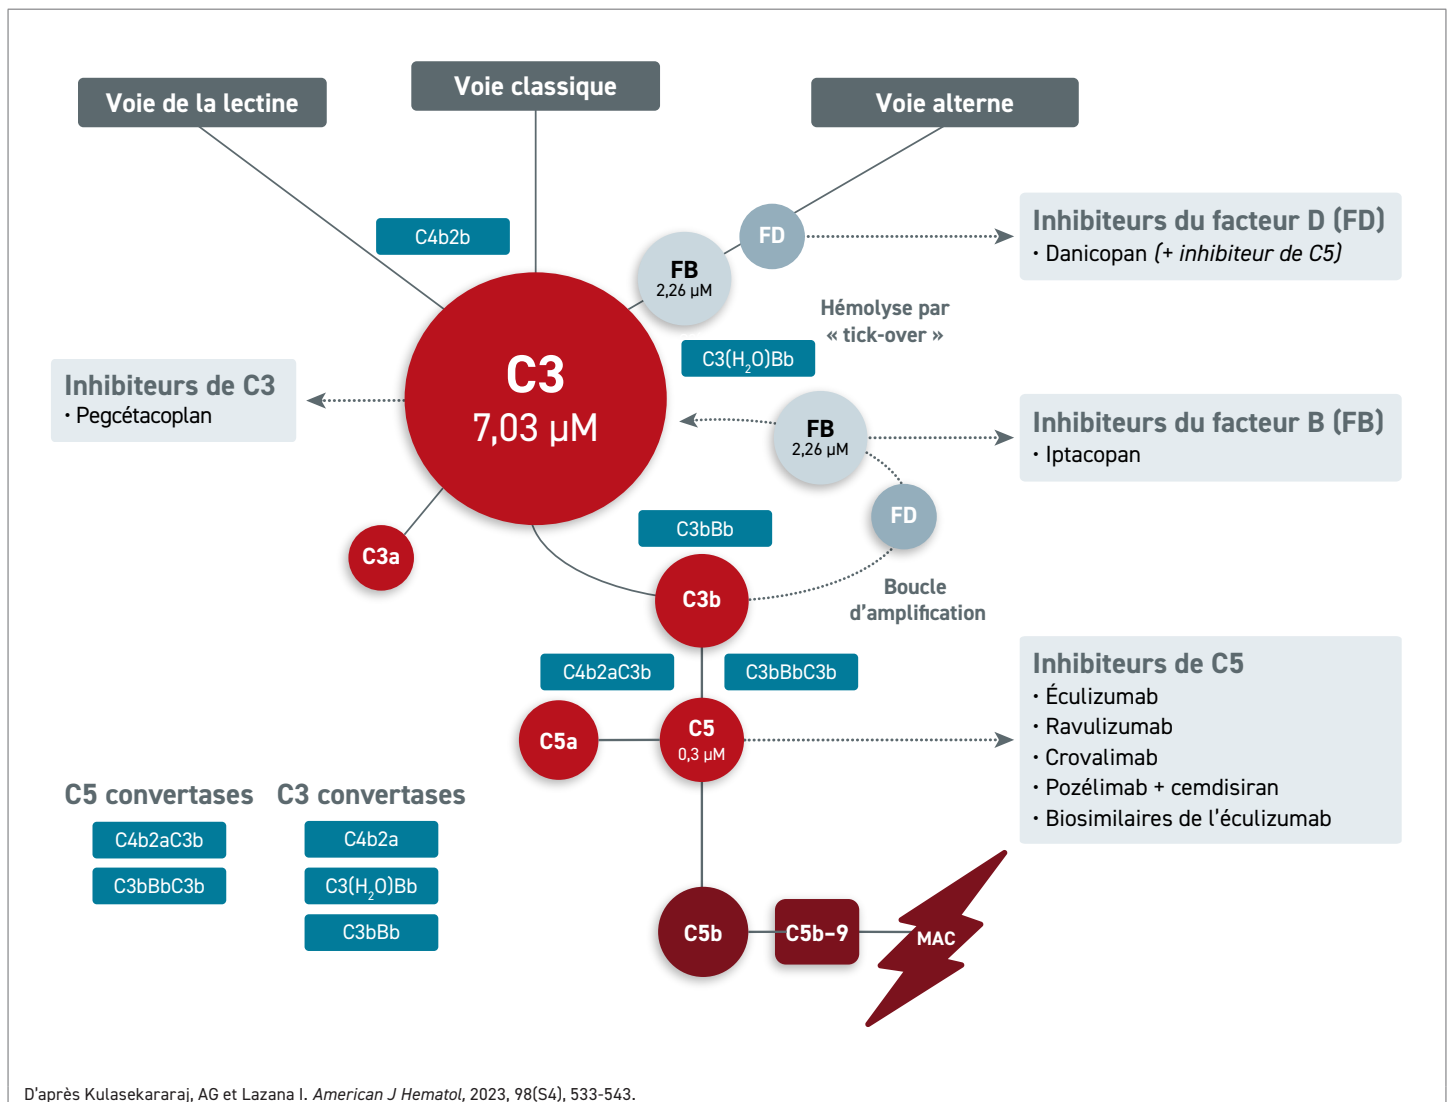 Voie de la lectine
Voie classique
Voie alterne
C4b2b
FD
FB
2,26 µM
Inhibiteurs du facteur D (FD)
· Danicopan (+ inhibiteur de C5)
Hémolyse par
« tick-over »
C3
7,03 µM
C3(H₂O)Bb
Inhibiteurs de C3
· Pegcétacoplan
FB
2,26 µM
Inhibiteurs du facteur B (FB)
· Iptacopan
FD
C3bBb
C3a
C3b
Boucle
d'amplification
C4b2aC3b
C3bBbC3b
C5a
C5
0,3 µM
Inhibiteurs de C5
· Éculizumab
· Ravulizumab
· Crovalimab
· Pozélimab + cemdisiran
· Biosimilaires de l'éculizumab
C5 convertases
C4b2aC3b
C3bBbC3b
C3 convertases
C4b2a
C3(H₂O)Bb
C3bBb
C5b
C5b–9
MAC
D'après Kulasekararaj, AG et Lazana I. American J Hematol, 2023, 98(S4), 533-543.